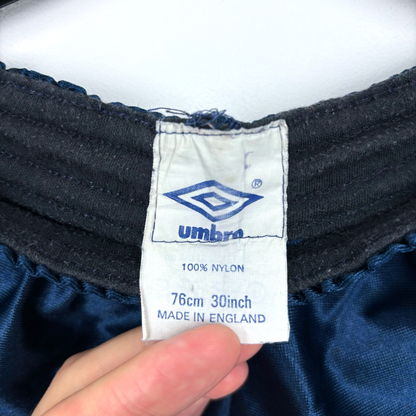 ®
umbro
100% NYLON
76cm 30inch
MADE IN ENGLAND